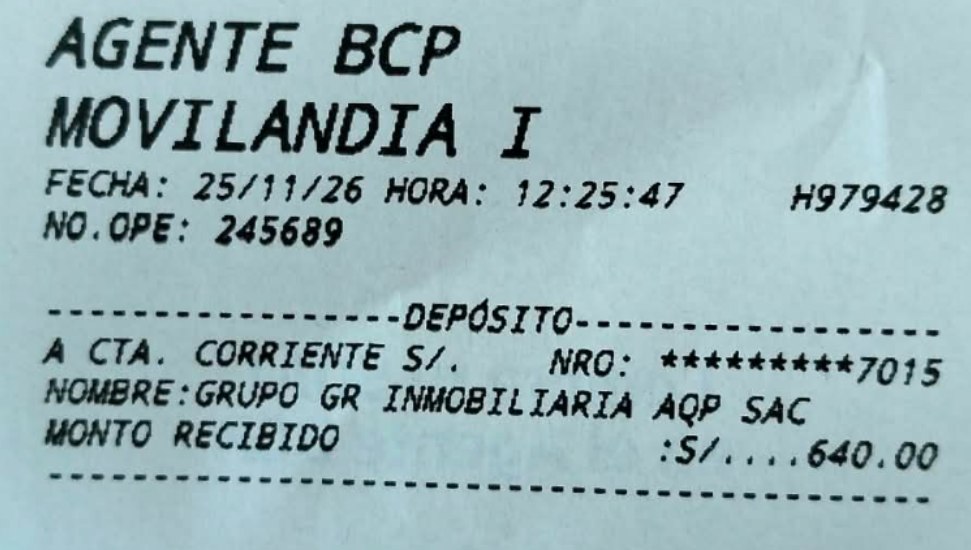 AGENTE BCP
MOVILANDIA I
FECHA: 25/11/26 HORA: 12:25:47 H979428
NO.OPE: 245689
-----------------DEPÓSITO-----------------
A CTA. CORRIENTE S/. NRO: *********7015
NOMBRE:GRUPO GR INMOBILIARIA AQP SAC
MONTO RECIBIDO :S/....640.00
------------------------------------------